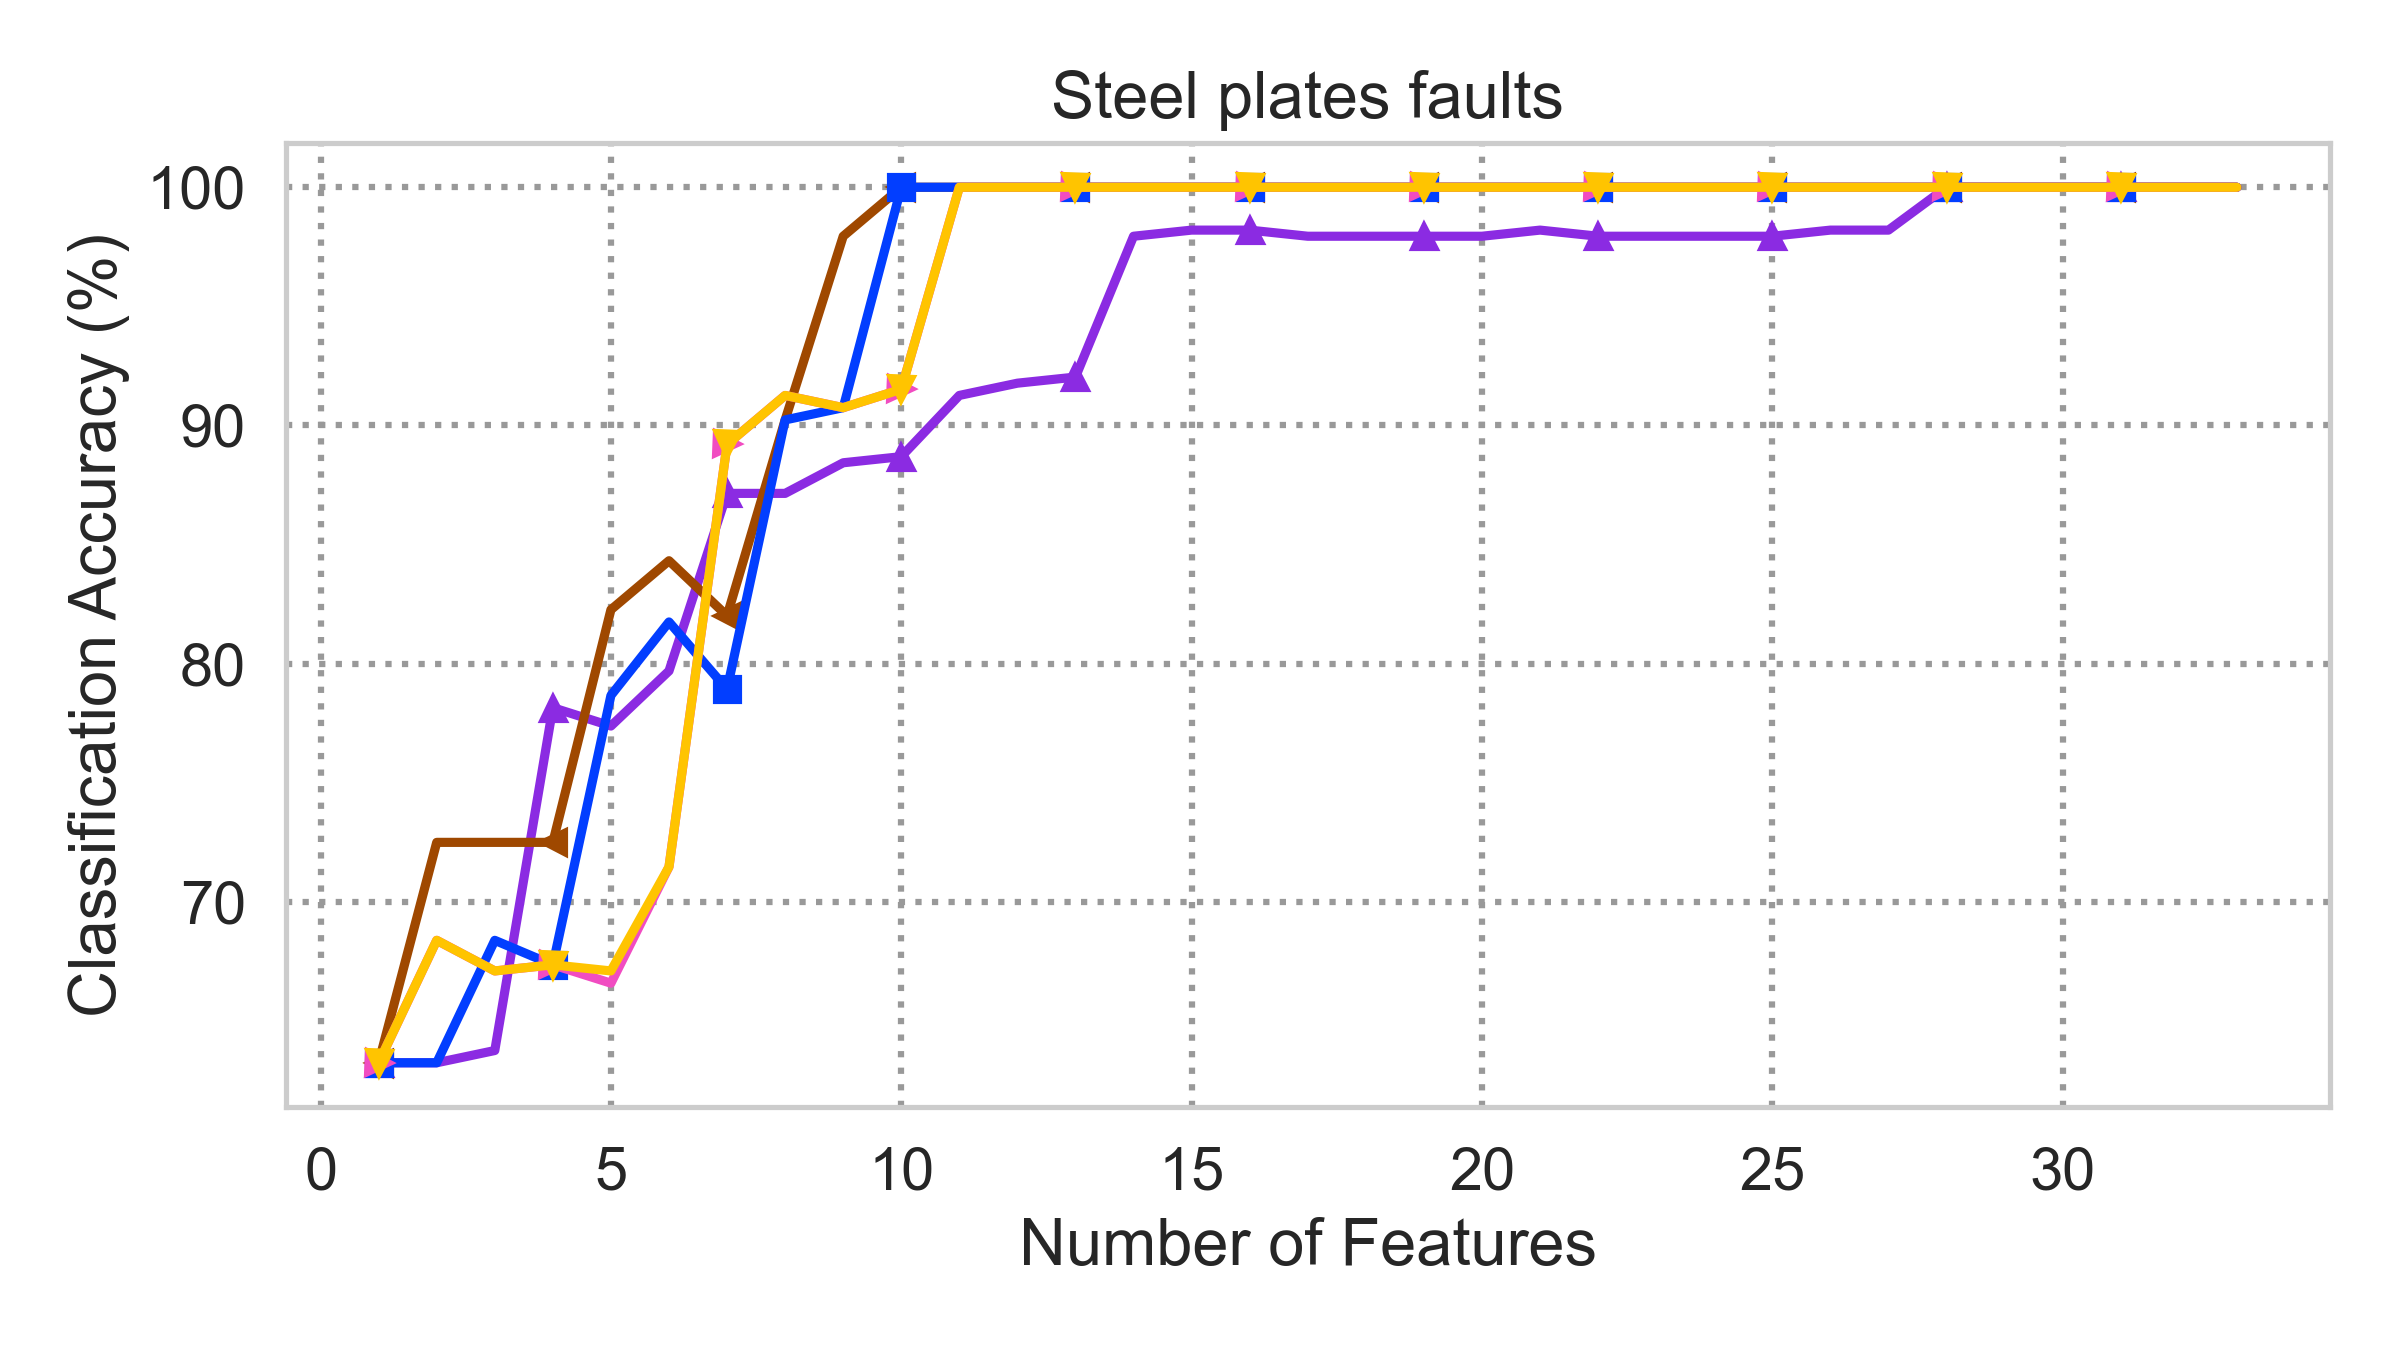 Steel plates faults
Classification Accuracy (%)
100
90
80
70
0 5 10 15 20 25 30
Number of Features